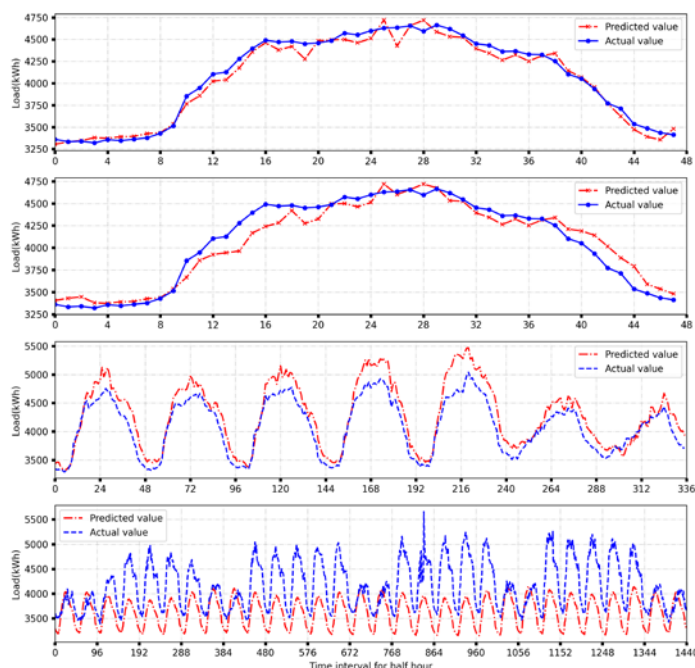 4750
4500
4250
4000
3750
3500
3250
Load(kWh)
Predicted value
Actual value
0 4 8 12 16 20 24 28 32 36 40 44 48
4750
4500
4250
4000
3750
3500
3250
Load(kWh)
Predicted value
Actual value
0 4 8 12 16 20 24 28 32 36 40 44 48
5500
5000
4500
4000
3500
Load(kWh)
Predicted value
Actual value
0 24 48 72 96 120 144 168 192 216 240 264 288 312 336
5500
5000
4500
4000
3500
Load(kWh)
Predicted value
Actual value
0 96 192 288 384 480 576 672 768 864 960 1056 1152 1248 1344 1440
Time interval for half hour